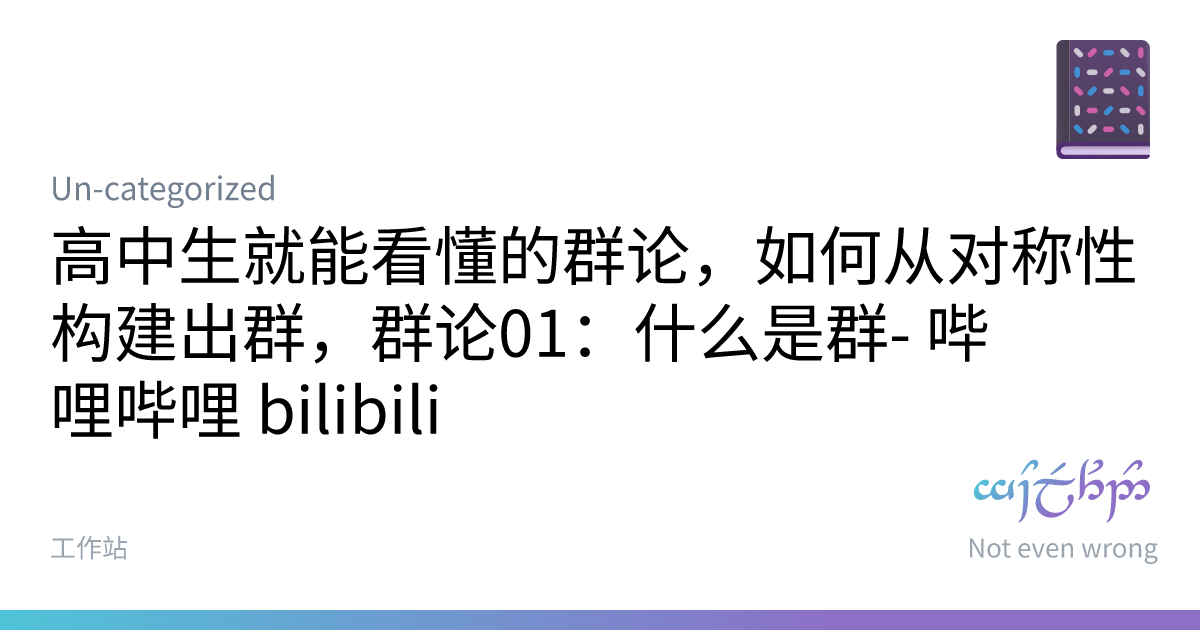 Un-categorized
高中生就能看懂的群论，如何从对称性
构建出群，群论01：什么是群- 哔
哩哔哩 bilibili
工作站
Not even wrong